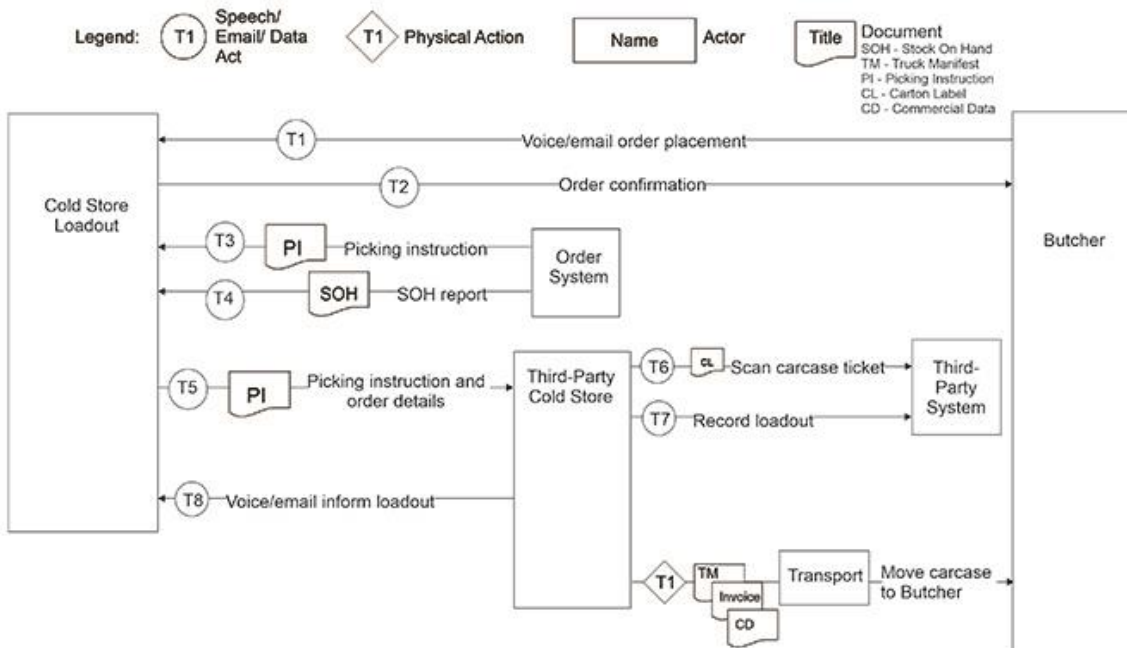 Legend:
T1
Speech/
Email/ Data
Act
T1
Physical Action
Name
Actor
Title
Document
SOH - Stock On Hand
TM - Truck Manifest
PI - Picking Instruction
CL - Carton Label
CD - Commercial Data
Cold Store
Loadout
Butcher
T1
Voice/email order placement
T2
Order confirmation
T3
PI
Picking instruction
Order
System
T4
SOH
SOH report
T5
PI
Picking instruction and
order details
Third-Party
Cold Store
T6
CL
Scan carcase ticket
Third-
Party
System
T7
Record loadout
T8
Voice/email inform loadout
T1
TM
Invoice
CD
Transport
Move carcase
to Butcher